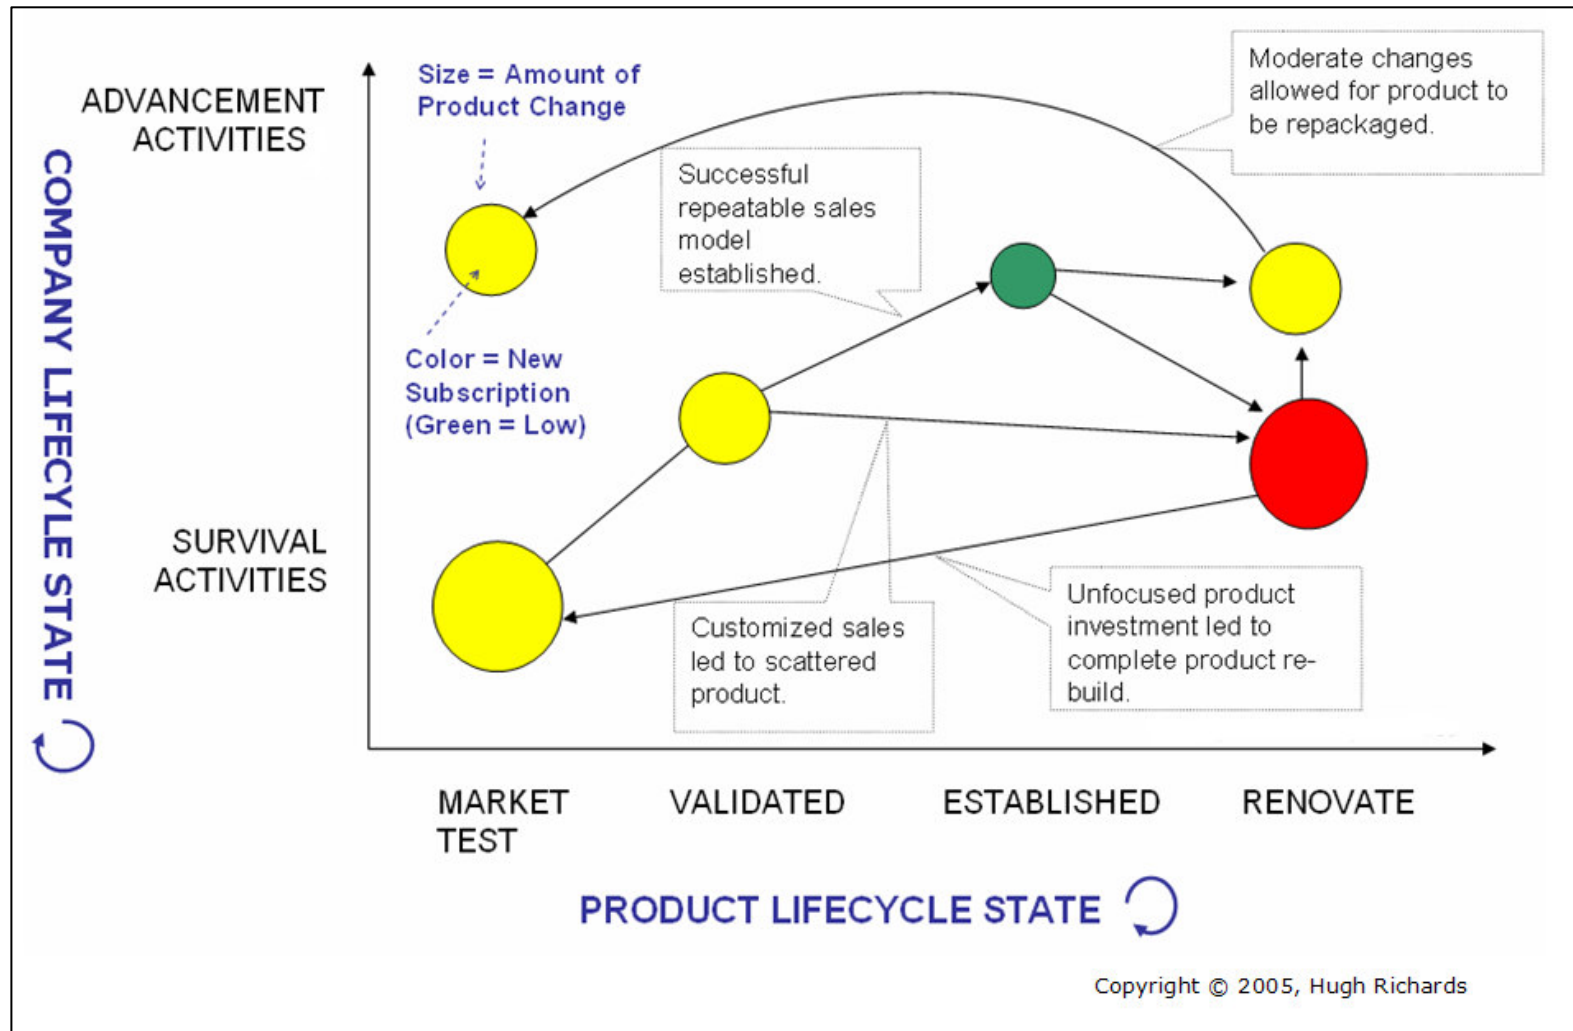 Size = Amount of
Product Change
Moderate changes
allowed for product to
be repackaged.
ADVANCEMENT
ACTIVITIES
Successful
repeatable sales
model
established.
Color = New
Subscription
(Green = Low)
COMPANY LIFECYLE STATE
SURVIVAL
ACTIVITIES
Customized sales
led to scattered
product.
Unfocused product
investment led to
complete product re-
build.
MARKET
TEST
VALIDATED
ESTABLISHED
RENOVATE
PRODUCT LIFECYCLE STATE
Copyright © 2005, Hugh Richards